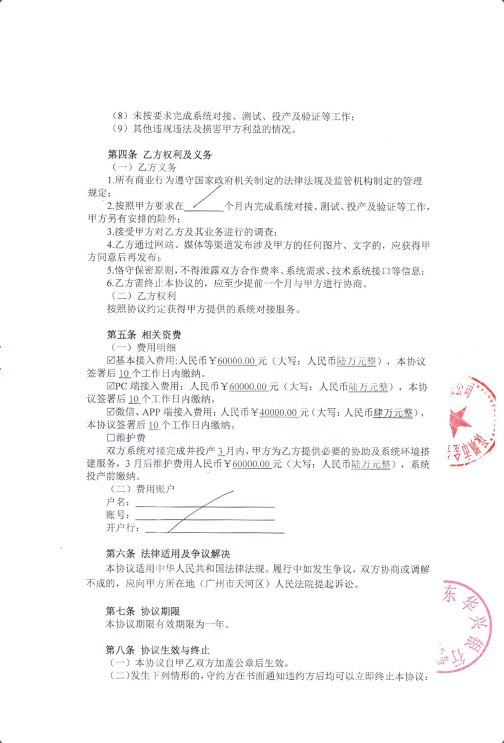 （8）未按要求完成系统对接、测试、投产及验证等工作；
（9）其他违规违法及损害甲方利益的情况。
第四条 乙方权利及义务
（一）乙方义务
1.所有商业行为遵守国家政府机关制定的法律法规及监管机构制定的管理
规定；
2.按照甲方要求在______个月内完成系统对接、测试、投产及验证等工作，
甲方另有安排的除外；
3.接受甲方对乙方及其业务进行的调查；
4.乙方通过网站、媒体等渠道发布涉及甲方的任何图片、文字的，应获得甲
方同意后再发布；
5.恪守保密原则，不得泄露双方合作费率、系统需求、技术系统接口等信息；
6.乙方需终止本协议的，应至少提前一个月与甲方进行协商。
（二）乙方权利
按照协议约定获得甲方提供的系统对接服务。
第五条 相关资费
（一）费用明细
☑基本接入费用:人民币￥60000.00 元（大写：人民币陆万元整），本协议
签署后 10 个工作日内缴纳。
☑PC 端接入费用：人民币￥60000.00 元（大写：人民币陆万元整），本协
议签署后 10 个工作日内缴纳。
☑微信、APP 端接入费用：人民币￥40000.00 元（大写：人民币肆万元整），
本协议签署后 10 个工作日内缴纳。
☐维护费
双方系统对接完成并投产 3 月内，甲方为乙方提供必要的协助及系统环境搭
建服务，3 月后维护费用人民币￥60000.00 元（大写：人民币陆万元整），系统
投产前缴纳。
（二）费用账户
户名：
账号：
开户行：
第六条 法律适用及争议解决
本协议适用中华人民共和国法律法规。履行中如发生争议，双方协商或调解
不成的，应向甲方所在地（广州市天河区）人民法院提起诉讼。
第七条 协议期限
本协议期限有效期限为一年。
第八条 协议生效与终止
（一）本协议自甲乙双方加盖公章后生效。
（二）发生下列情形的，守约方在书面通知违约方后均可以立即终止本协议：
公司
东华兴银行